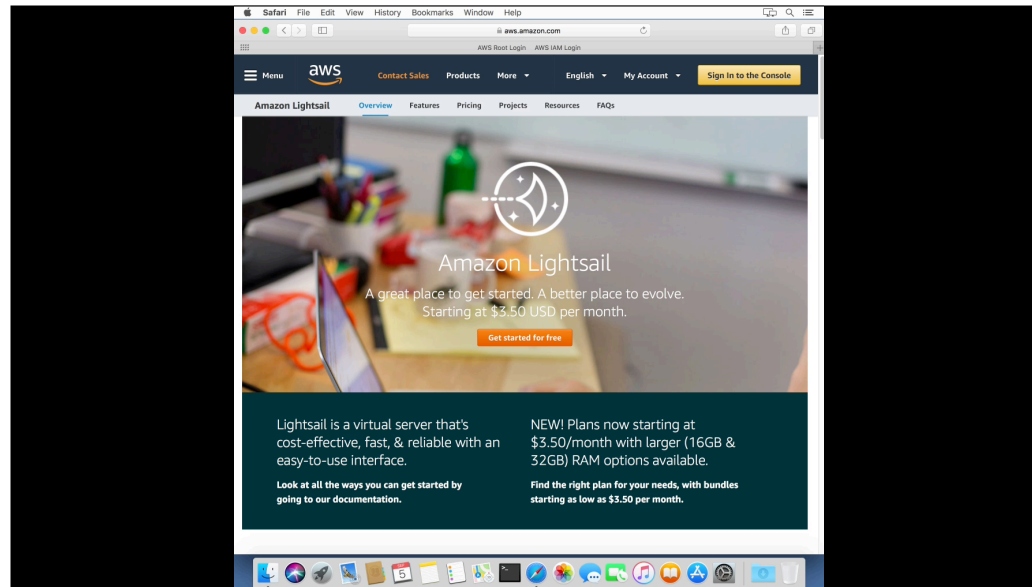 Safari File Edit View History Bookmarks Window Help
aws.amazon.com
AWS Root Login AWS IAM Login
Menu aws Contact Sales Products More English My Account Sign In to the Console
Amazon Lightsail Overview Features Pricing Projects Resources FAQs
Amazon Lightsail
A great place to get started. A better place to evolve.
Starting at $3.50 USD per month.
Get started for free
Lightsail is a virtual server that's
cost-effective, fast, & reliable with an
easy-to-use interface.
Look at all the ways you can get started by
going to our documentation.
NEW! Plans now starting at
$3.50/month with larger (16GB &
32GB) RAM options available.
Find the right plan for your needs, with bundles
starting as low as $3.50 per month.
5